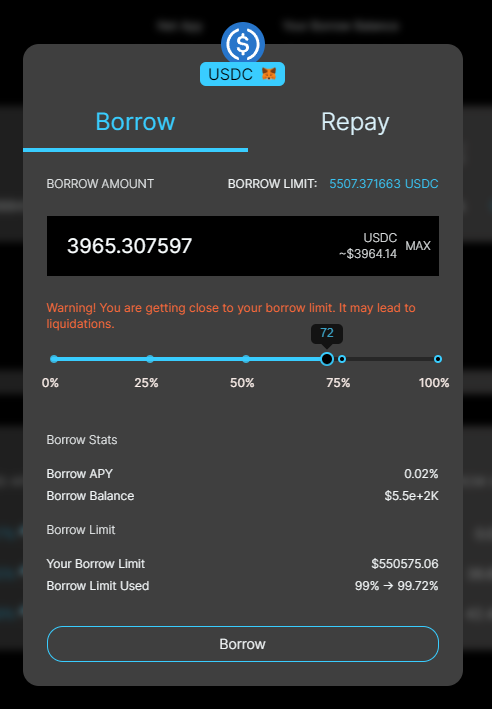 USDC
Borrow
Repay
BORROW AMOUNT
BORROW LIMIT: 5507.371663 USDC
3965.307597
USDC
~$3964.14
MAX
Warning! You are getting close to your borrow limit. It may lead to
liquidations.
72
0% 25% 50% 75% 100%
Borrow Stats
Borrow APY 0.02%
Borrow Balance $5.5e+2K
Borrow Limit
Your Borrow Limit $550575.06
Borrow Limit Used 99% → 99.72%
Borrow